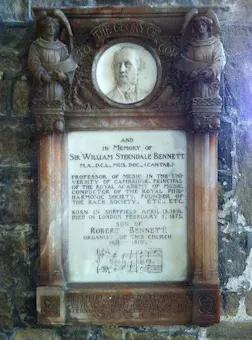 TO THE GLORY OF GOD
AND
IN MEMORY OF
SIR WILLIAM STERNDALE BENNETT
M.A., D.C.L., MUS. DOC., (CANTAB.)
PROFESSOR OF MUSIC IN THE UNI-
VERSITY OF CAMBRIDGE, PRINCIPAL
OF THE ROYAL ACADEMY OF MUSIC,
CONDUCTOR OF THE ROYAL PHIL-
HARMONIC SOCIETY, FOUNDER OF
THE BACH SOCIETY, ETC., ETC.
BORN IN SHEFFIELD APRIL 13, 1816.
DIED IN LONDON FEBRUARY 1, 1875.
SON OF
ROBERT BENNETT
ORGANIST OF THIS CHURCH